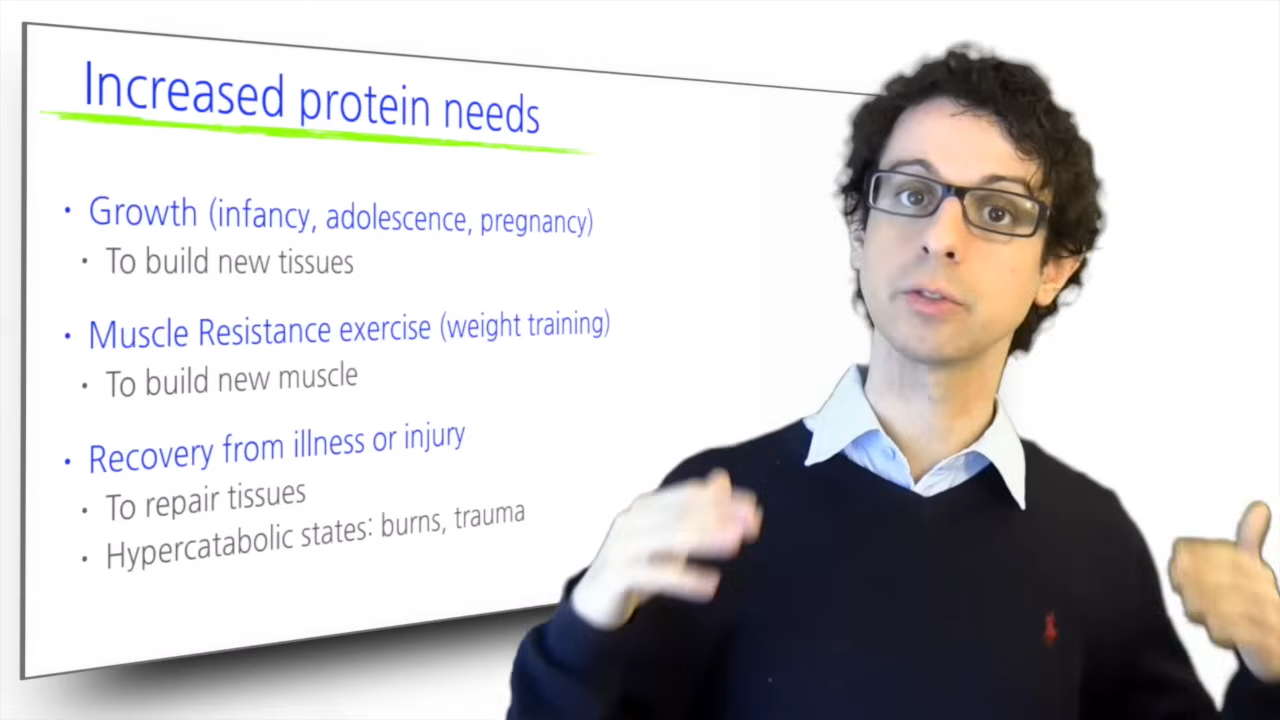 Increased protein needs
• Growth (infancy, adolescence, pregnancy)
• To build new tissues
• Muscle Resistance exercise (weight training)
• To build new muscle
• Recovery from illness or injury
• To repair tissues
• Hypercatabolic states: burns, trauma